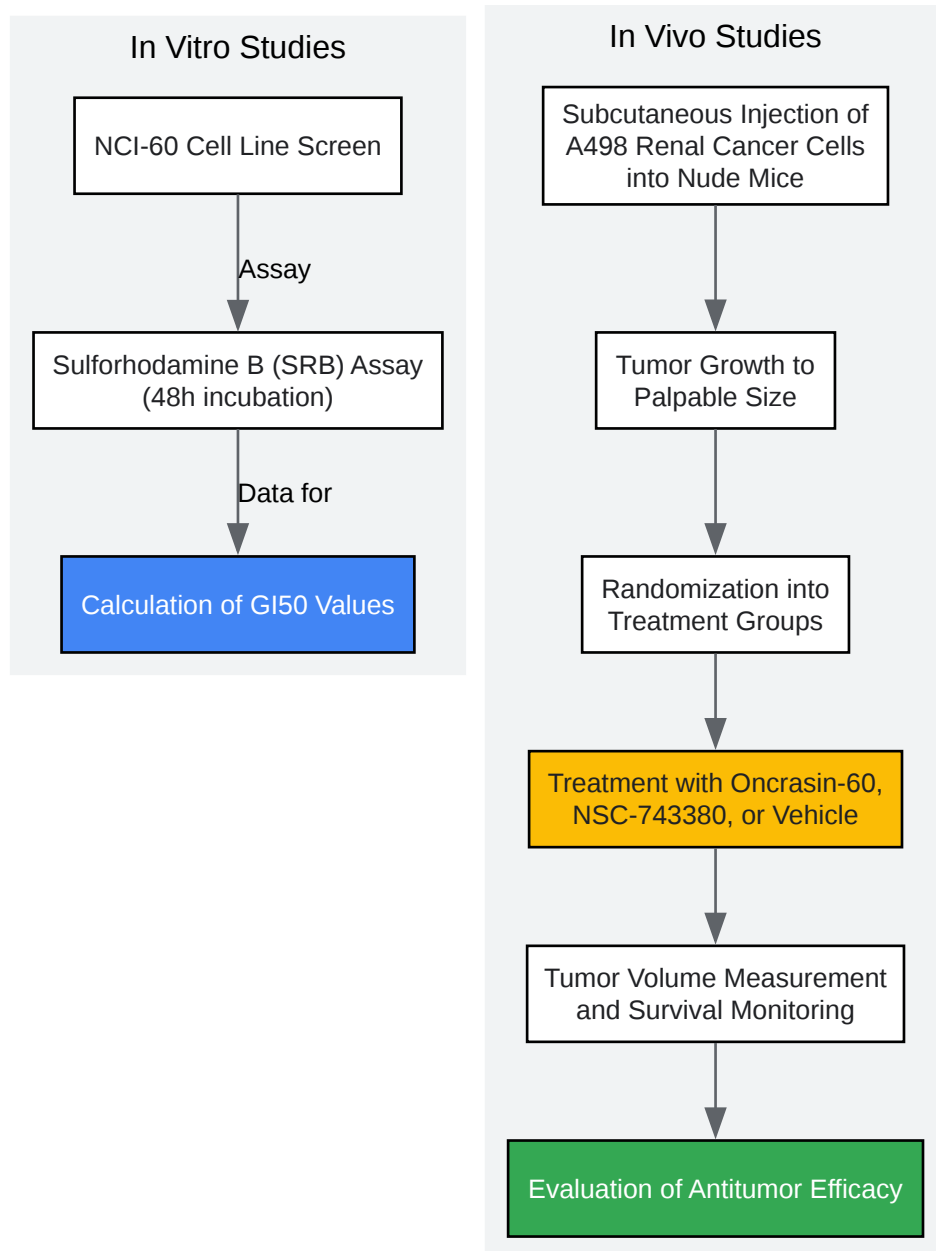 In Vitro Studies
NCI-60 Cell Line Screen
Assay
Sulforhodamine B (SRB) Assay
(48h incubation)
Data for
Calculation of GI50 Values
In Vivo Studies
Subcutaneous Injection of
A498 Renal Cancer Cells
into Nude Mice
Tumor Growth to
Palpable Size
Randomization into
Treatment Groups
Treatment with Oncrasin-60,
NSC-743380, or Vehicle
Tumor Volume Measurement
and Survival Monitoring
Evaluation of Antitumor Efficacy